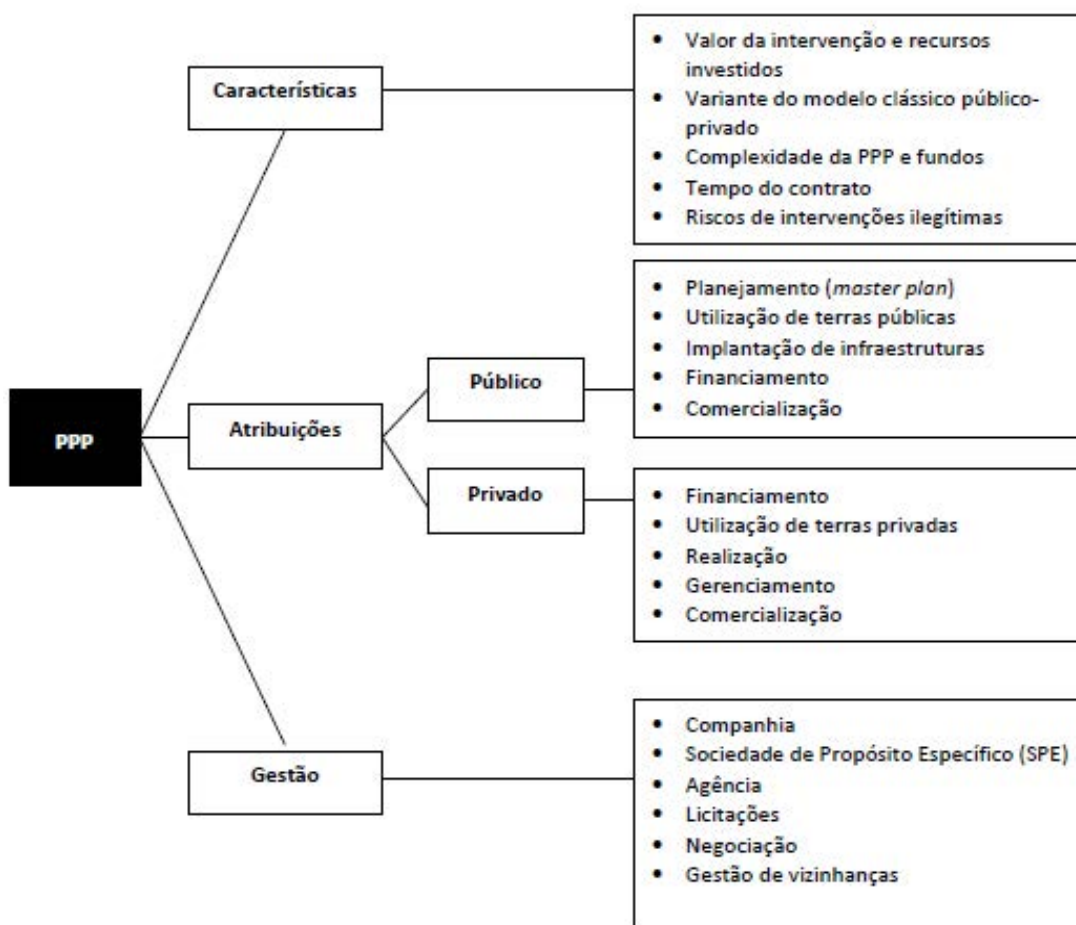 Características
• Valor da intervenção e recursos
investidos
• Variante do modelo clássico público-
privado
• Complexidade da PPP e fundos
• Tempo do contrato
• Riscos de intervenções ilegítimas
PPP
Atribuições
Público
• Planejamento (master plan)
• Utilização de terras públicas
• Implantação de infraestruturas
• Financiamento
• Comercialização
Privado
• Financiamento
• Utilização de terras privadas
• Realização
• Gerenciamento
• Comercialização
Gestão
• Companhia
• Sociedade de Propósito Específico (SPE)
• Agência
• Licitações
• Negociação
• Gestão de vizinhanças